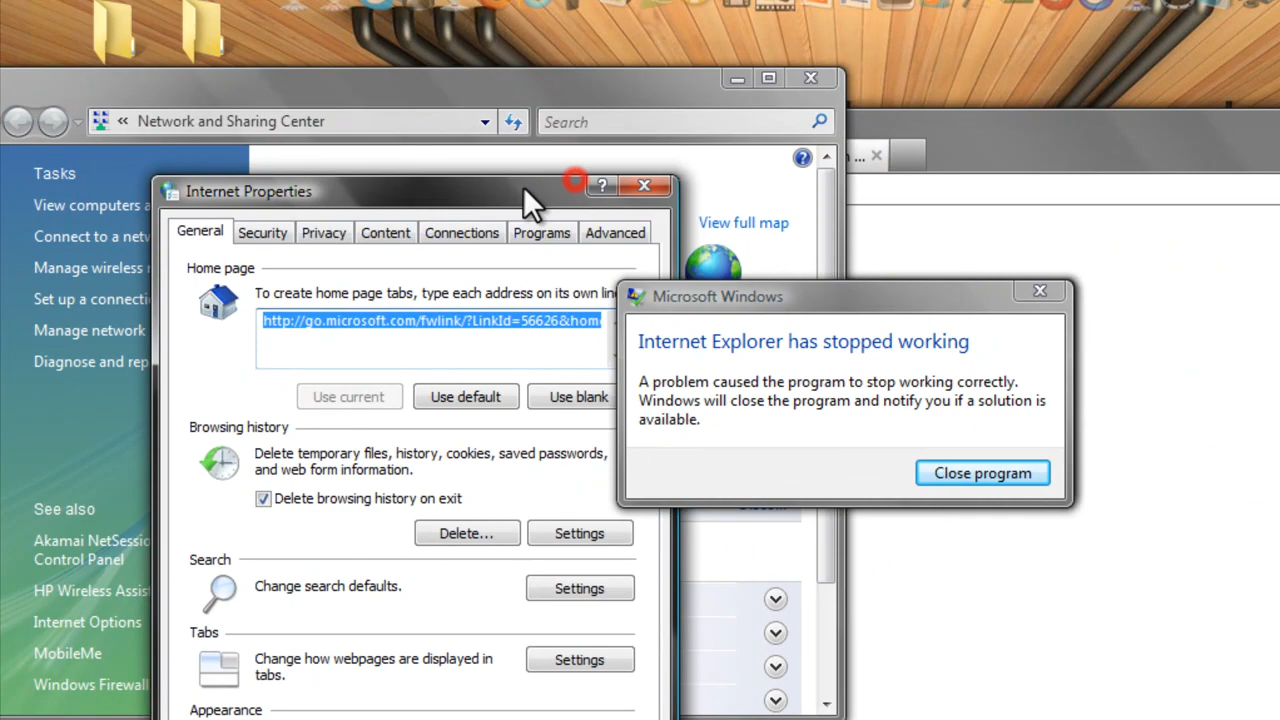 « Network and Sharing Center
Search
Tasks
View computers a
Connect to a netw
Manage wireless n
Set up a connecti
Manage network
Diagnose and rep
See also
Akamai NetSessio
Control Panel
HP Wireless Assis
Internet Options
MobileMe
Windows Firewall
View full map
Internet Properties
?
General
Security
Privacy
Content
Connections
Programs
Advanced
Home page
To create home page tabs, type each address on its own lin
http://go.microsoft.com/fwlink/?LinkId=56626&hom
Use current
Use default
Use blank
Browsing history
Delete temporary files, history, cookies, saved passwords,
and web form information.
Delete browsing history on exit
Delete...
Settings
Search
Change search defaults.
Settings
Tabs
Change how webpages are displayed in
tabs.
Settings
Appearance
Microsoft Windows
Internet Explorer has stopped working
A problem caused the program to stop working correctly.
Windows will close the program and notify you if a solution is
available.
Close program